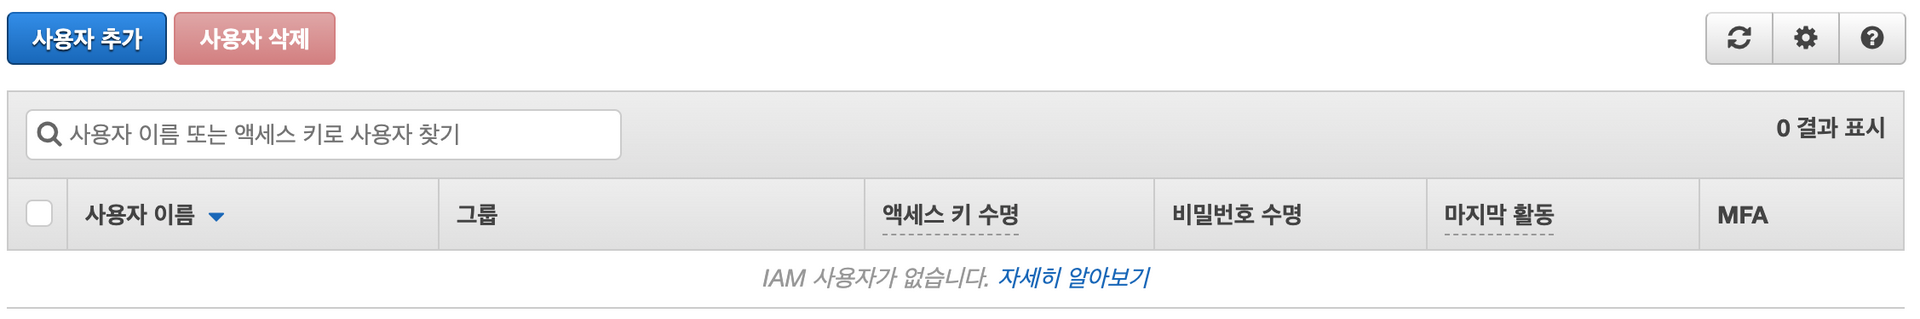 사용자 추가 사용자 삭제
사용자 이름 또는 액세스 키로 사용자 찾기 0 결과 표시
사용자 이름 그룹 액세스 키 수명 비밀번호 수명 마지막 활동 MFA
IAM 사용자가 없습니다. 자세히 알아보기